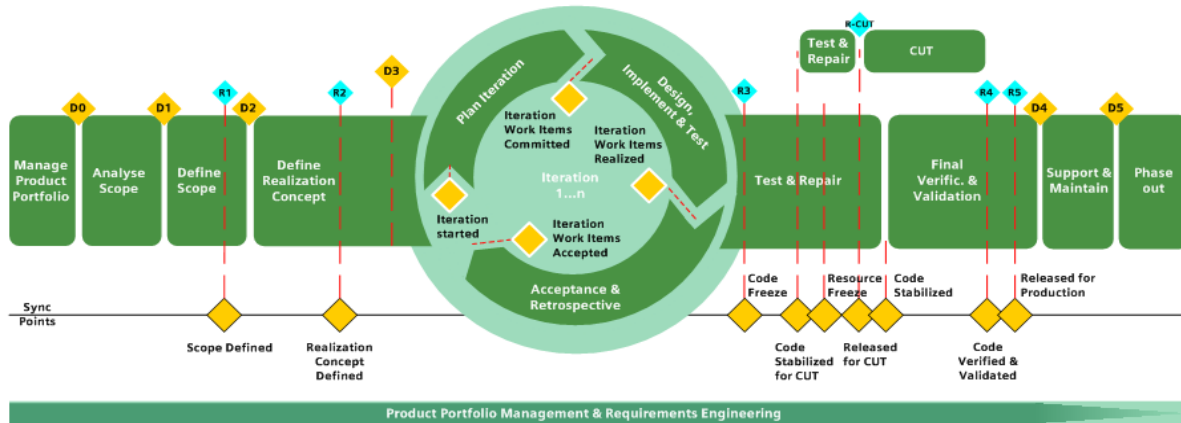 R-CUT
Test &
Repair
CUT
D3
D0
D1
R1
D2
R2
R3
R4
R5
D4
D5
Manage
Product
Portfolio
Analyse
Scope
Define
Scope
Define
Realization
Concept
Plan Iteration
Design,
Implement & Test
Acceptance &
Retrospective
Iteration
Work Items
Committed
Iteration
Work Items
Realized
Iteration
1...n
Iteration
started
Iteration
Work Items
Accepted
Test & Repair
Final
Verific. &
Validation
Support &
Maintain
Phase
out
Sync
Points
Scope Defined
Realization
Concept
Defined
Code
Freeze
Code
Stabilized
for CUT
Resource
Freeze
Released
for CUT
Code
Stabilized
Code
Verified &
Validated
Released for
Production
Product Portfolio Management & Requirements Engineering